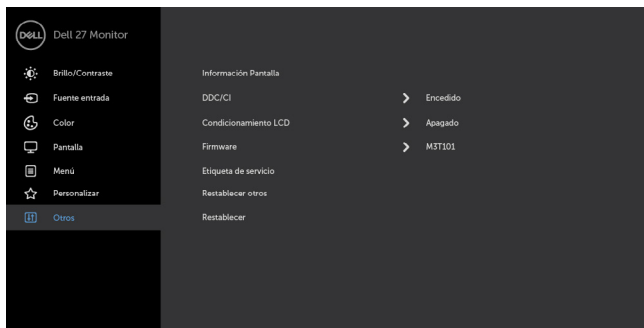 DELL Dell 27 Monitor
Brillo/Contraste
Fuente entrada
Color
Pantalla
Menú
Personalizar
Otros
Información Pantalla
DDC/CI > Encedido
Condicionamiento LCD > Apagado
Firmware > M3T101
Etiqueta de servicio
Restablecer otros
Restablecer